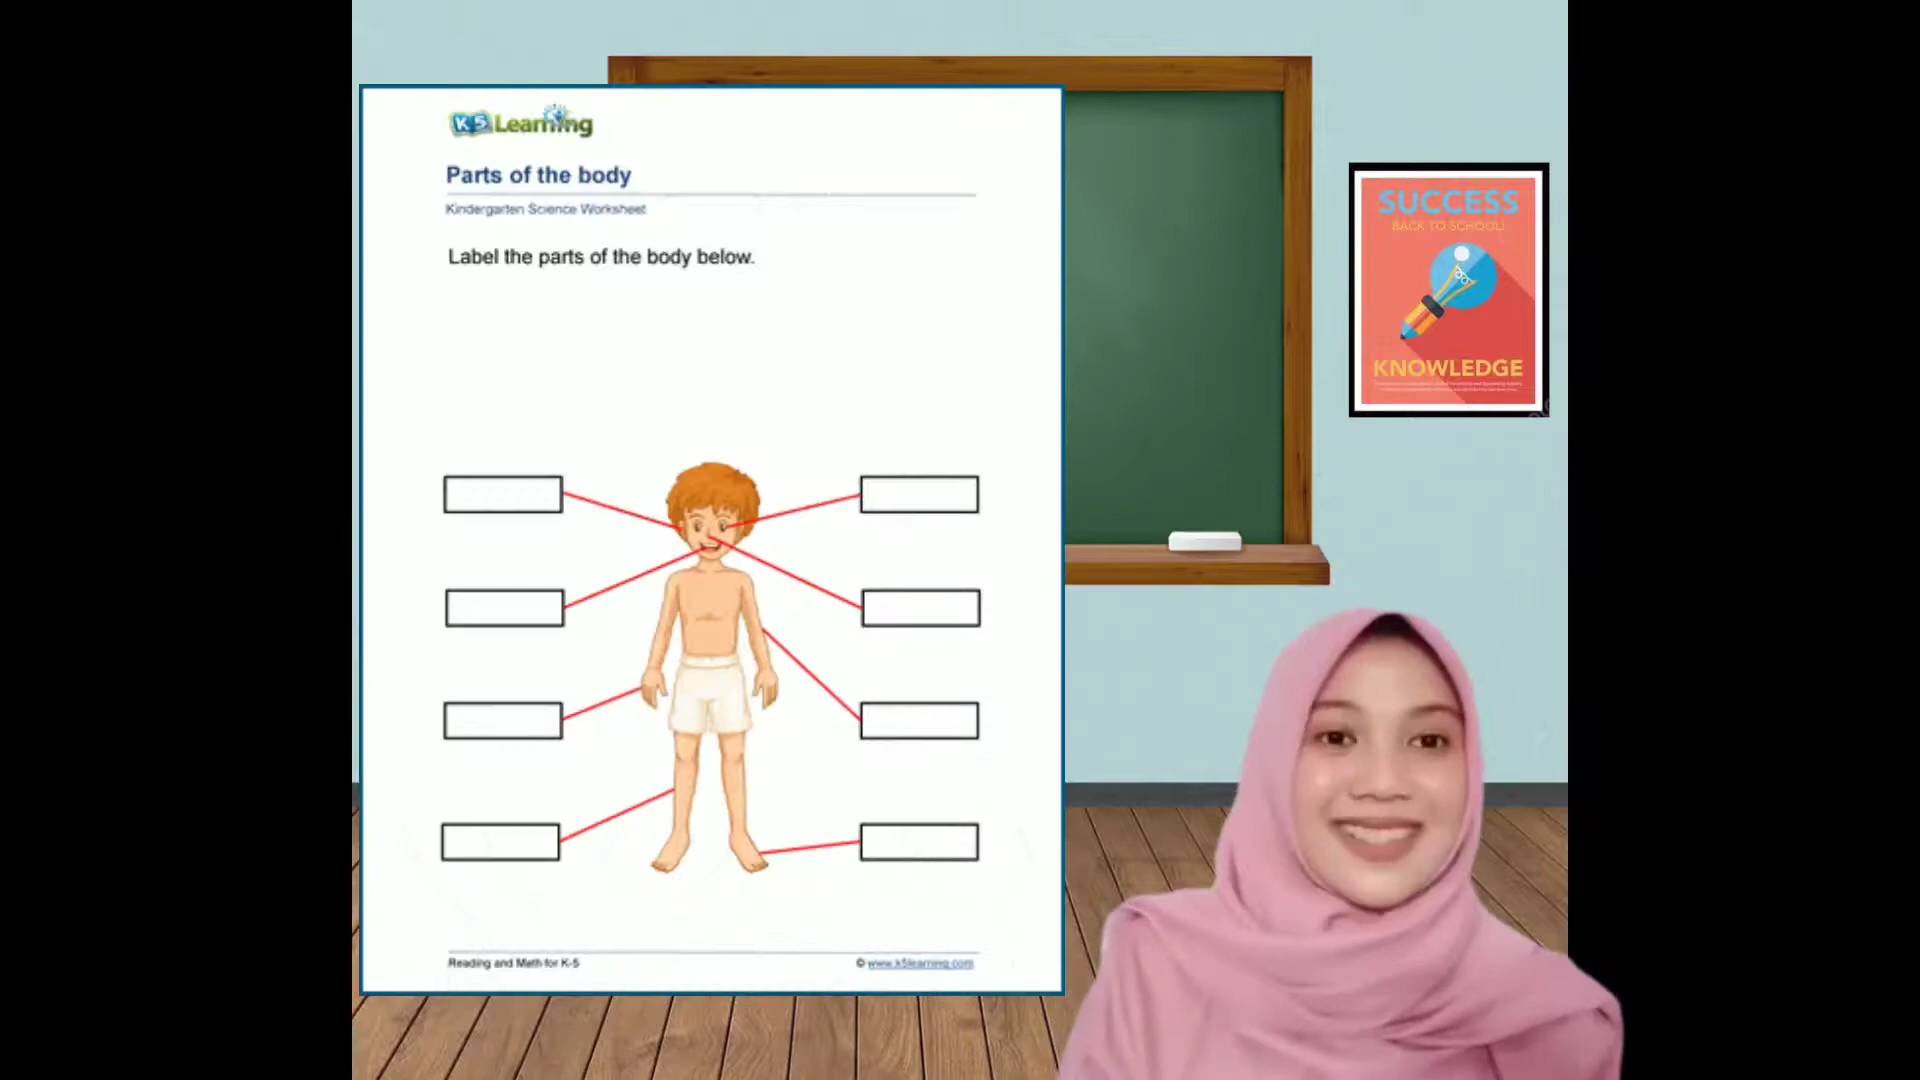 K5 Learning
Parts of the body
Kindergarten Science Worksheet
Label the parts of the body below.
Reading and Math for K-5
© www.k5learning.com
SUCCESS
BACK TO SCHOOL!
KNOWLEDGE